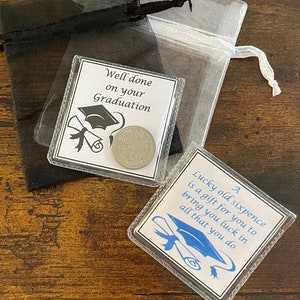 Well done
on your
Graduation
A
Lucky old sixpence
is a gift for you to
bring you luck in
all that you do